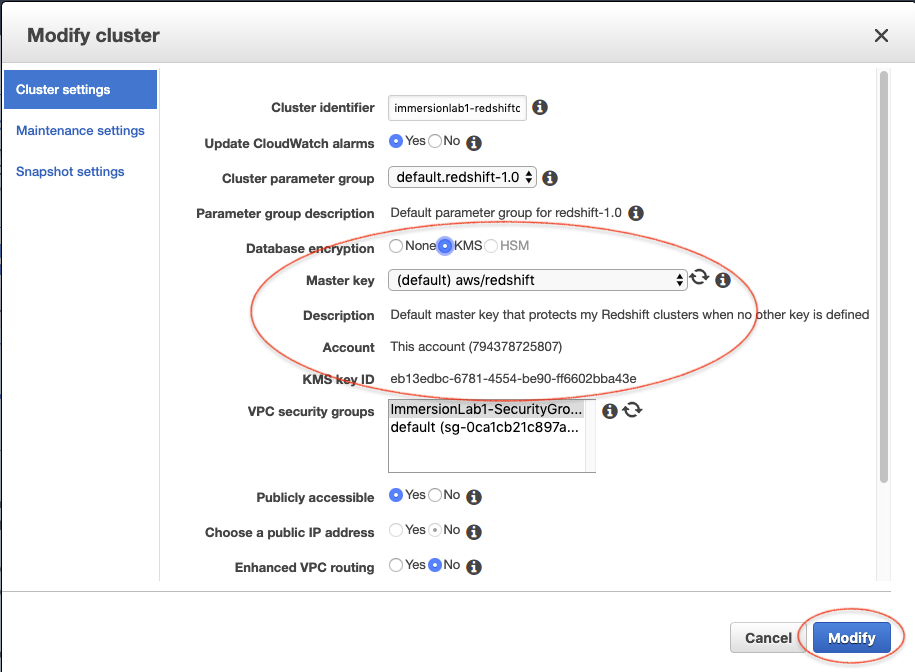 Modify cluster
Cluster settings
Maintenance settings
Snapshot settings
Cluster identifier immersionlab1-redshiftc
Update CloudWatch alarms Yes No
Cluster parameter group default.redshift-1.0
Parameter group description Default parameter group for redshift-1.0
Database encryption None KMS HSM
Master key (default) aws/redshift
Description Default master key that protects my Redshift clusters when no other key is defined
Account This account (794378725807)
KMS key ID eb13edbc-6781-4554-be90-ff6602bba43e
VPC security groups ImmersionLab1-SecurityGro...
default (sg-0ca1cb21c897a...
Publicly accessible Yes No
Choose a public IP address Yes No
Enhanced VPC routing Yes No
Cancel Modify